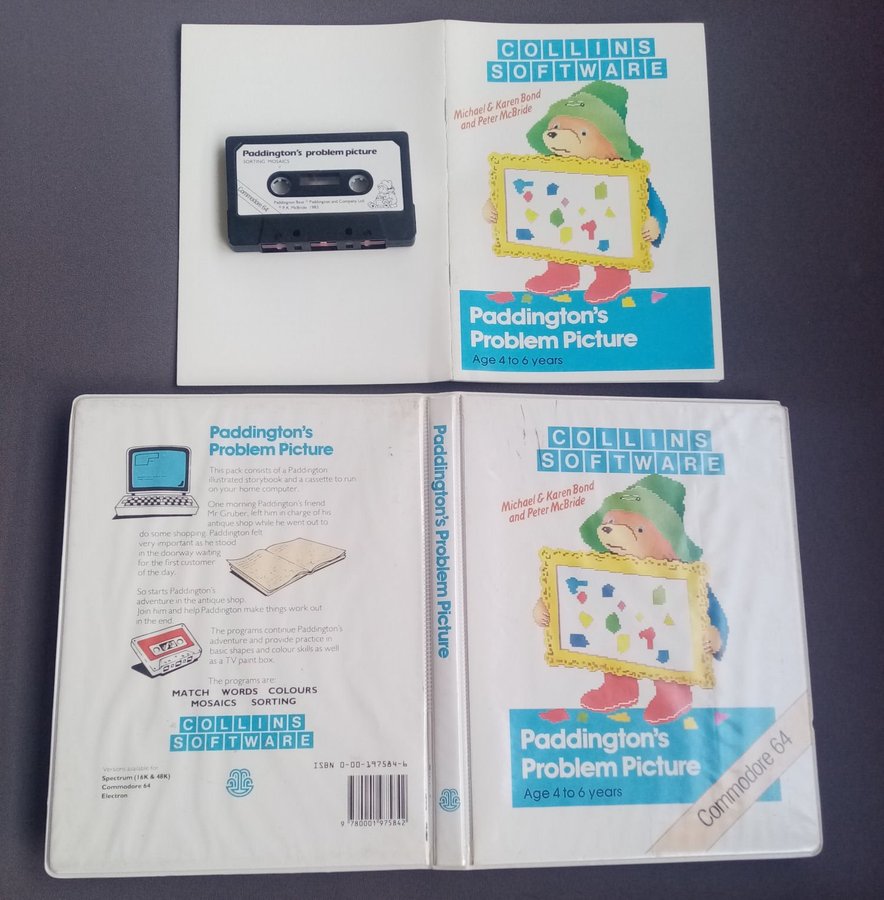 COLLINS
SOFTWARE
Michael & Karen Bond
and Peter McBride
Paddington's
Problem Picture
Age 4 to 6 years
Paddington's problem picture
SORTING MOSAICS
Commodore 64
Paddington Bear Paddington and Company Ltd.
McBride 1983
Paddington's
Problem Picture
This pack consists of a Paddington
illustrated storybook and a cassette to run
on your home computer.
One morning Paddington's friend
Mr Gruber, left him in charge of his
antique shop while he went out to
do some shopping. Paddington felt
very important as he stood
in the doorway waiting
for the first customer
of the day.
So starts Paddington's
adventure in the antique shop.
Join him and help Paddington make things work out
in the end.
The programs continue Paddington's
adventure and provide practice in
basic shapes and colour skills as well
as a TV paint box.
The programs are:
MATCH WORDS COLOURS
MOSAICS SORTING
COLLINS
SOFTWARE
Versions available for:
Spectrum (16K & 48K)
Commodore 64
Electron
ISBN 0-00-197584-6
9 780001 975842
Paddington's Problem Picture
COLLINS
SOFTWARE
Michael & Karen Bond
and Peter McBride
Paddington's
Problem Picture
Age 4 to 6 years
Commodore 64